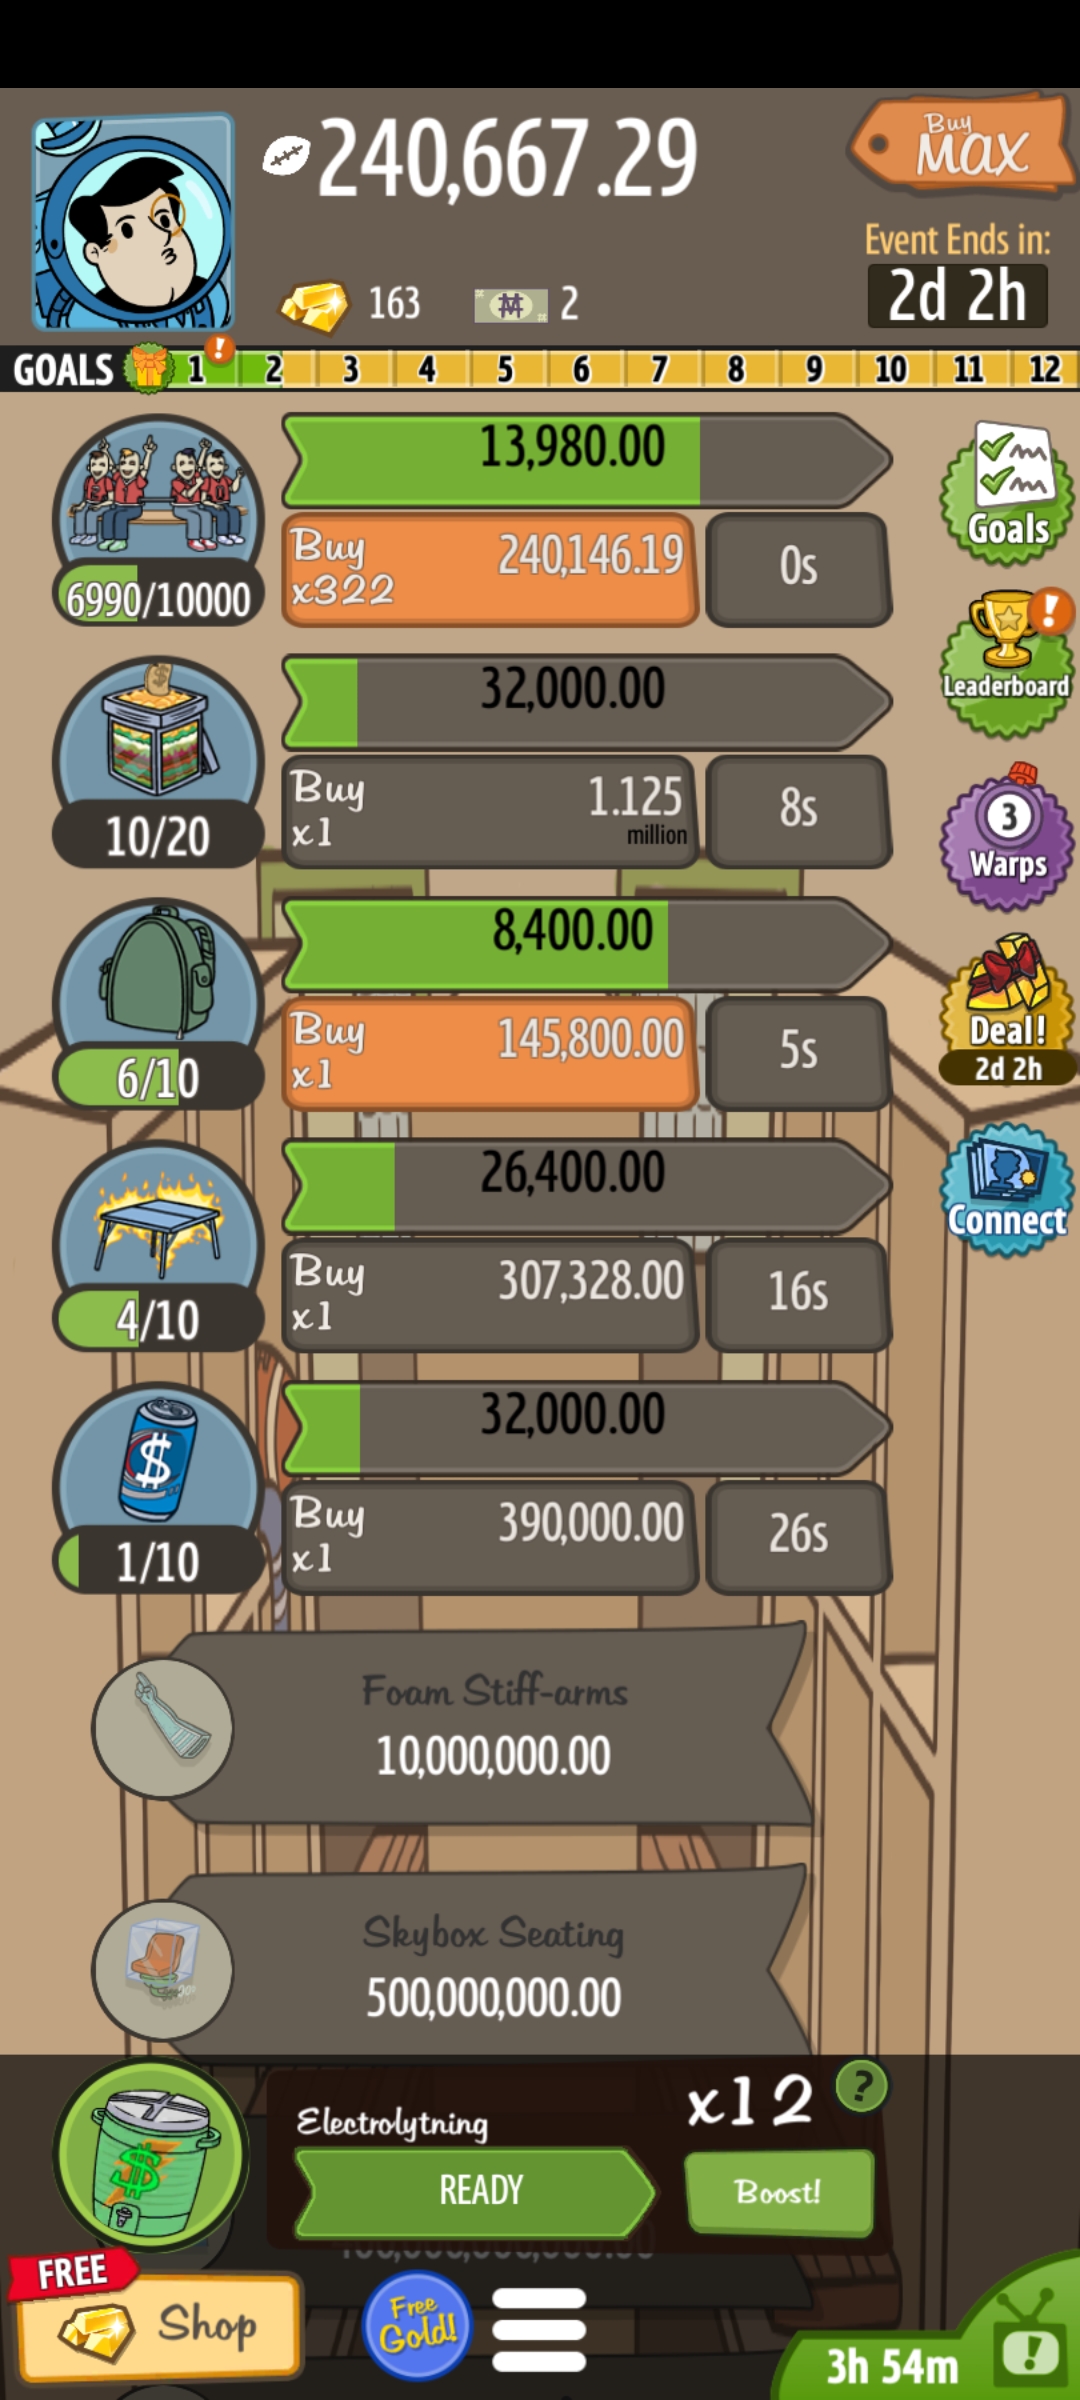 240,667.29
Buy
MAX
Event Ends in:
2d 2h
163
2
GOALS 1 ! 2 3 4 5 6 7 8 9 10 11 12
13,980.00
Buy 240,146.19
x322
0s
6990/10000
Goals
32,000.00
!
Leaderboard
Buy 1.125
x1 million
8s
10/20
3
Warps
8,400.00
Buy 145,800.00
x1
5s
6/10
Deal!
2d 2h
26,400.00
Buy 307,328.00
x1
16s
4/10
Connect
32,000.00
$
Buy 390,000.00
x1
26s
1/10
Foam Stiff-arms
10,000,000.00
Skybox Seating
500,000,000.00
x12
?
Electrolytning
$
READY
Boost!
FREE
Shop
Free
Gold!
3h 54m
!